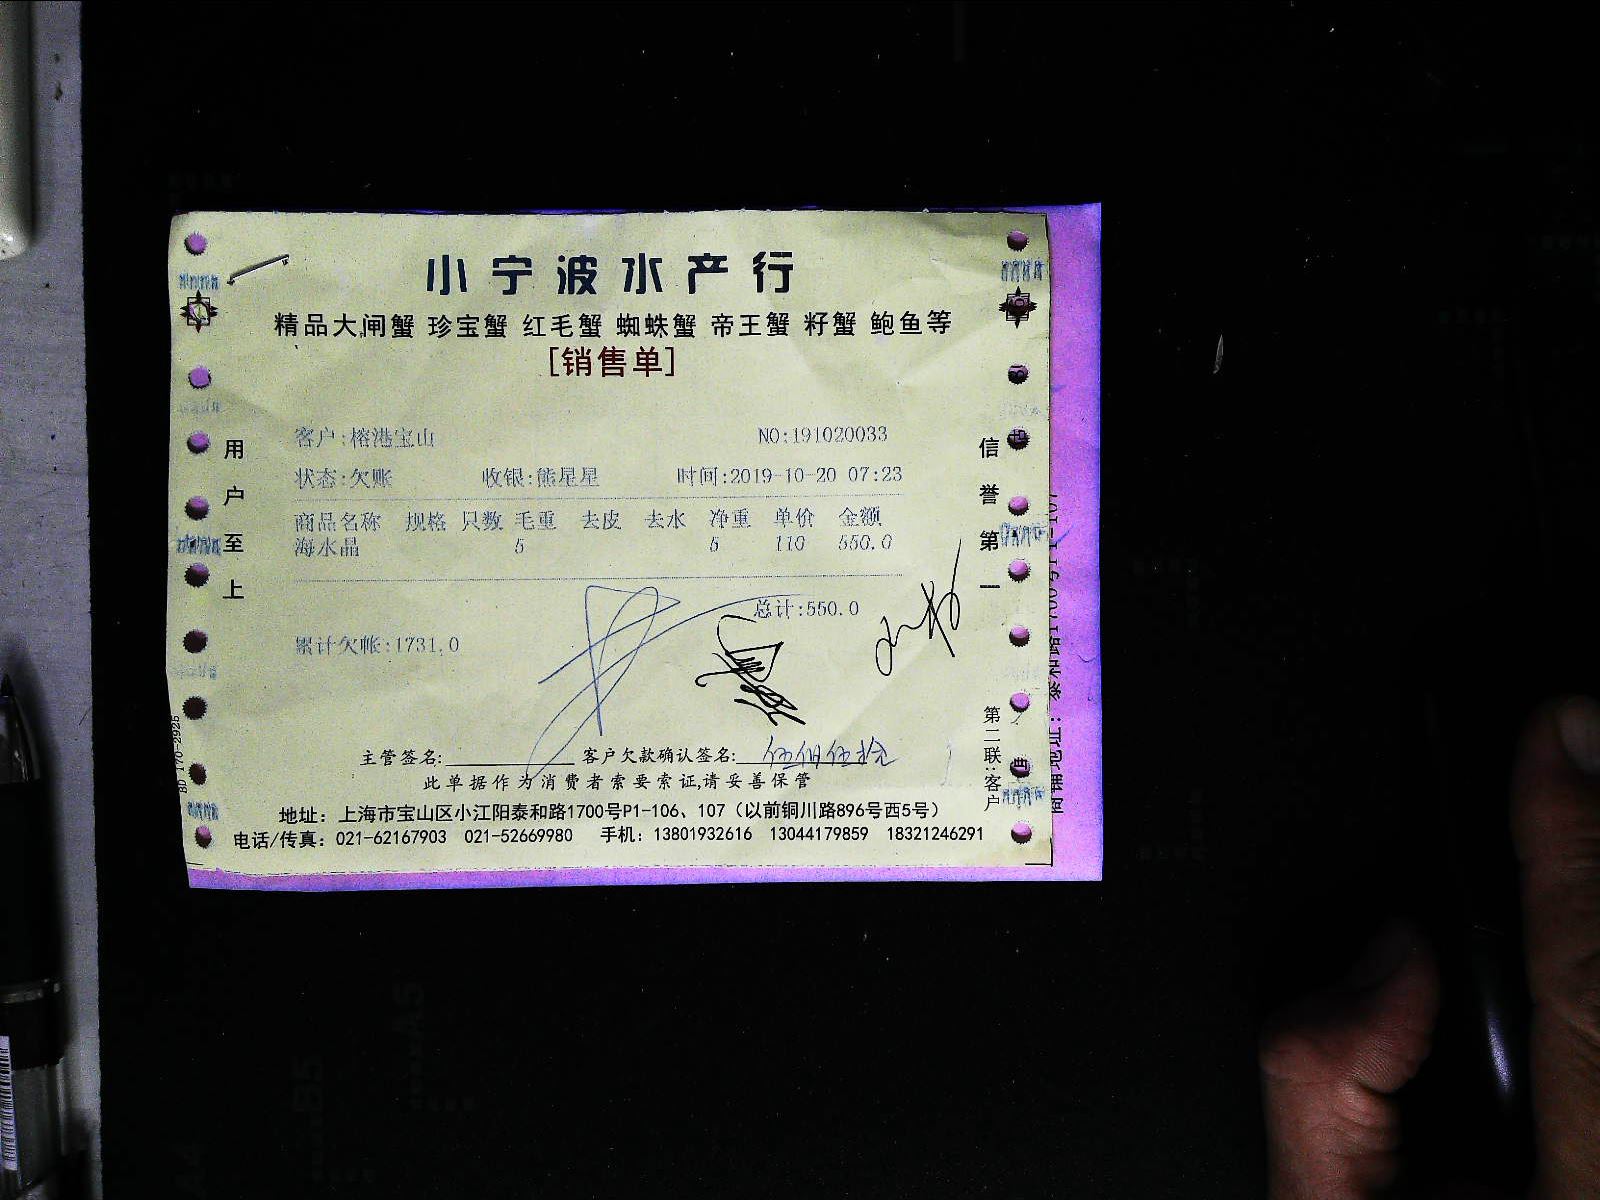 小宁波水产行
精品大闸蟹 珍宝蟹 红毛蟹 蜘蛛蟹 帝王蟹 籽蟹 鲍鱼等
[销售单]
客户:榕港宝山 NO:191020033
状态:欠账 收银:熊星星 时间:2019-10-20 07:23
商品名称 规格 只数 毛重 去皮 去水 净重 单价 金额
海水晶 5 5 110 550.0
总计:550.0
累计欠帐:1731.0
主管签名: 客户欠款确认签名: 伍佰伍拾
此单据作为消费者索要索证,请妥善保管
地址：上海市宝山区小江阳泰和路1700号P1-106、107（以前铜川路896号西5号）
电话/传真：021-62167903 021-52669980 手机：13801932616 13044179859 18321246291
用户至上
信誉第一
第二联:客户